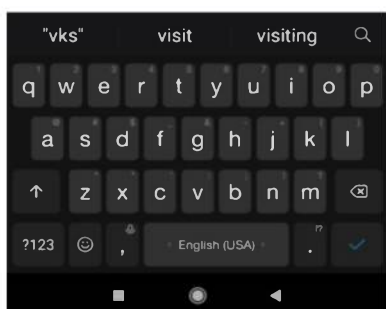 "vks" visit visiting
q w e r t y u i o p
a s d f g h j k l
z x c v b n m
?123 , English (USA) . !?